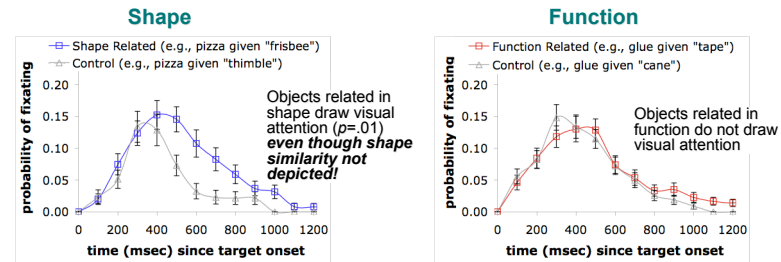 Shape
Shape Related (e.g., pizza given "frisbee")
Control (e.g., pizza given "thimble")
probability of fixating
0.20
0.15
0.10
0.05
0.00
0 200 400 600 800 1000 1200
time (msec) since target onset
Objects related in
shape draw visual
attention (p=.01)
even though shape
similarity not
depicted!
Function
Function Related (e.g., glue given "tape")
Control (e.g., glue given "cane")
probability of fixating
0.20
0.15
0.10
0.05
0.00
0 200 400 600 800 1000 1200
time (msec) since target onset
Objects related in
function do not draw
visual attention